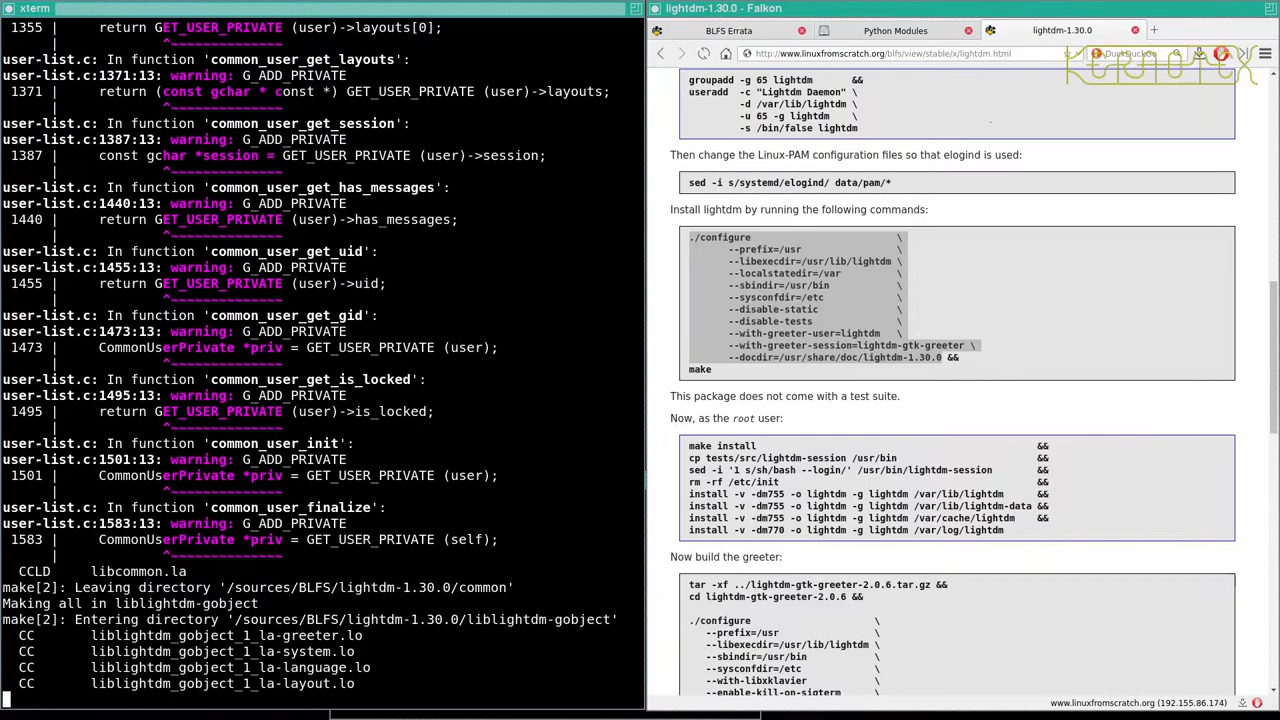 xterm
1355 |     return GET_USER_PRIVATE (user)->layouts[0];
     |            ^~~~~~~~~~~~~~~~
user-list.c: In function 'common_user_get_layouts':
user-list.c:1371:13: warning: G_ADD_PRIVATE
1371 |     return (const gchar * const *) GET_USER_PRIVATE (user)->layouts;
     |            ^~~~~~~~~~~~~~~
user-list.c: In function 'common_user_get_session':
user-list.c:1387:13: warning: G_ADD_PRIVATE
1387 |     const gchar *session = GET_USER_PRIVATE (user)->session;
     |            ^~~~~~~~~~~~~~~
user-list.c: In function 'common_user_get_has_messages':
user-list.c:1440:13: warning: G_ADD_PRIVATE
1440 |     return GET_USER_PRIVATE (user)->has_messages;
     |            ^~~~~~~~~~~~~~~
user-list.c: In function 'common_user_get_uid':
user-list.c:1455:13: warning: G_ADD_PRIVATE
1455 |     return GET_USER_PRIVATE (user)->uid;
     |            ^~~~~~~~~~~~~~~
user-list.c: In function 'common_user_get_gid':
user-list.c:1473:13: warning: G_ADD_PRIVATE
1473 |     CommonUserPrivate *priv = GET_USER_PRIVATE (user);
     |            ^~~~~~~~~~~~~~~
user-list.c: In function 'common_user_get_is_locked':
user-list.c:1495:13: warning: G_ADD_PRIVATE
1495 |     return GET_USER_PRIVATE (user)->is_locked;
     |            ^~~~~~~~~~~~~~~
user-list.c: In function 'common_user_init':
user-list.c:1501:13: warning: G_ADD_PRIVATE
1501 |     CommonUserPrivate *priv = GET_USER_PRIVATE (user);
     |            ^~~~~~~~~~~~~~~
user-list.c: In function 'common_user_finalize':
user-list.c:1583:13: warning: G_ADD_PRIVATE
1583 |     CommonUserPrivate *priv = GET_USER_PRIVATE (self);
     |            ^~~~~~~~~~~~~~~
  CCLD     libcommon.la
make[2]: Leaving directory '/sources/BLFS/lightdm-1.30.0/common'
Making all in liblightdm-gobject
make[2]: Entering directory '/sources/BLFS/lightdm-1.30.0/liblightdm-gobject'
  CC       liblightdm_gobject_1_la-greeter.lo
  CC       liblightdm_gobject_1_la-system.lo
  CC       liblightdm_gobject_1_la-language.lo
  CC       liblightdm_gobject_1_la-layout.lo
lightdm-1.30.0 - Falkon
BLFS Errata
Python Modules
lightdm-1.30.0
http://www.linuxfromscratch.org/blfs/view/stable/x/lightdm.html
DuckDuckGo
KERNOTEX
groupadd -g 65 lightdm       &&
useradd  -c "Lightdm Daemon" \
         -d /var/lib/lightdm \
         -u 65 -g lightdm    \
         -s /bin/false lightdm
Then change the Linux-PAM configuration files so that elogind is used:
sed -i s/systemd/elogind/ data/pam/*
Install lightdm by running the following commands:
./configure                          \
       --prefix=/usr                 \
       --libexecdir=/usr/lib/lightdm \
       --localstatedir=/var          \
       --sbindir=/usr/bin            \
       --sysconfdir=/etc             \
       --disable-static              \
       --disable-tests               \
       --with-greeter-user=lightdm   \
       --with-greeter-session=lightdm-gtk-greeter \
       --docdir=/usr/share/doc/lightdm-1.30.0 &&
make
This package does not come with a test suite.
Now, as the root user:
make install                                                  &&
cp tests/src/lightdm-session /usr/bin                         &&
sed -i '1 s/sh/bash --login/' /usr/bin/lightdm-session        &&
rm -rf /etc/init                                              &&
install -v -dm755 -o lightdm -g lightdm /var/lib/lightdm      &&
install -v -dm755 -o lightdm -g lightdm /var/lib/lightdm-data &&
install -v -dm755 -o lightdm -g lightdm /var/cache/lightdm    &&
install -v -dm770 -o lightdm -g lightdm /var/log/lightdm
Now build the greeter:
tar -xf ../lightdm-gtk-greeter-2.0.6.tar.gz &&
cd lightdm-gtk-greeter-2.0.6 &&
./configure                      \
   --prefix=/usr                 \
   --libexecdir=/usr/lib/lightdm \
   --sbindir=/usr/bin            \
   --sysconfdir=/etc             \
   --with-libxklavier            \
   --enable-kill-on-sigterm      \
www.linuxfromscratch.org (192.155.86.174)